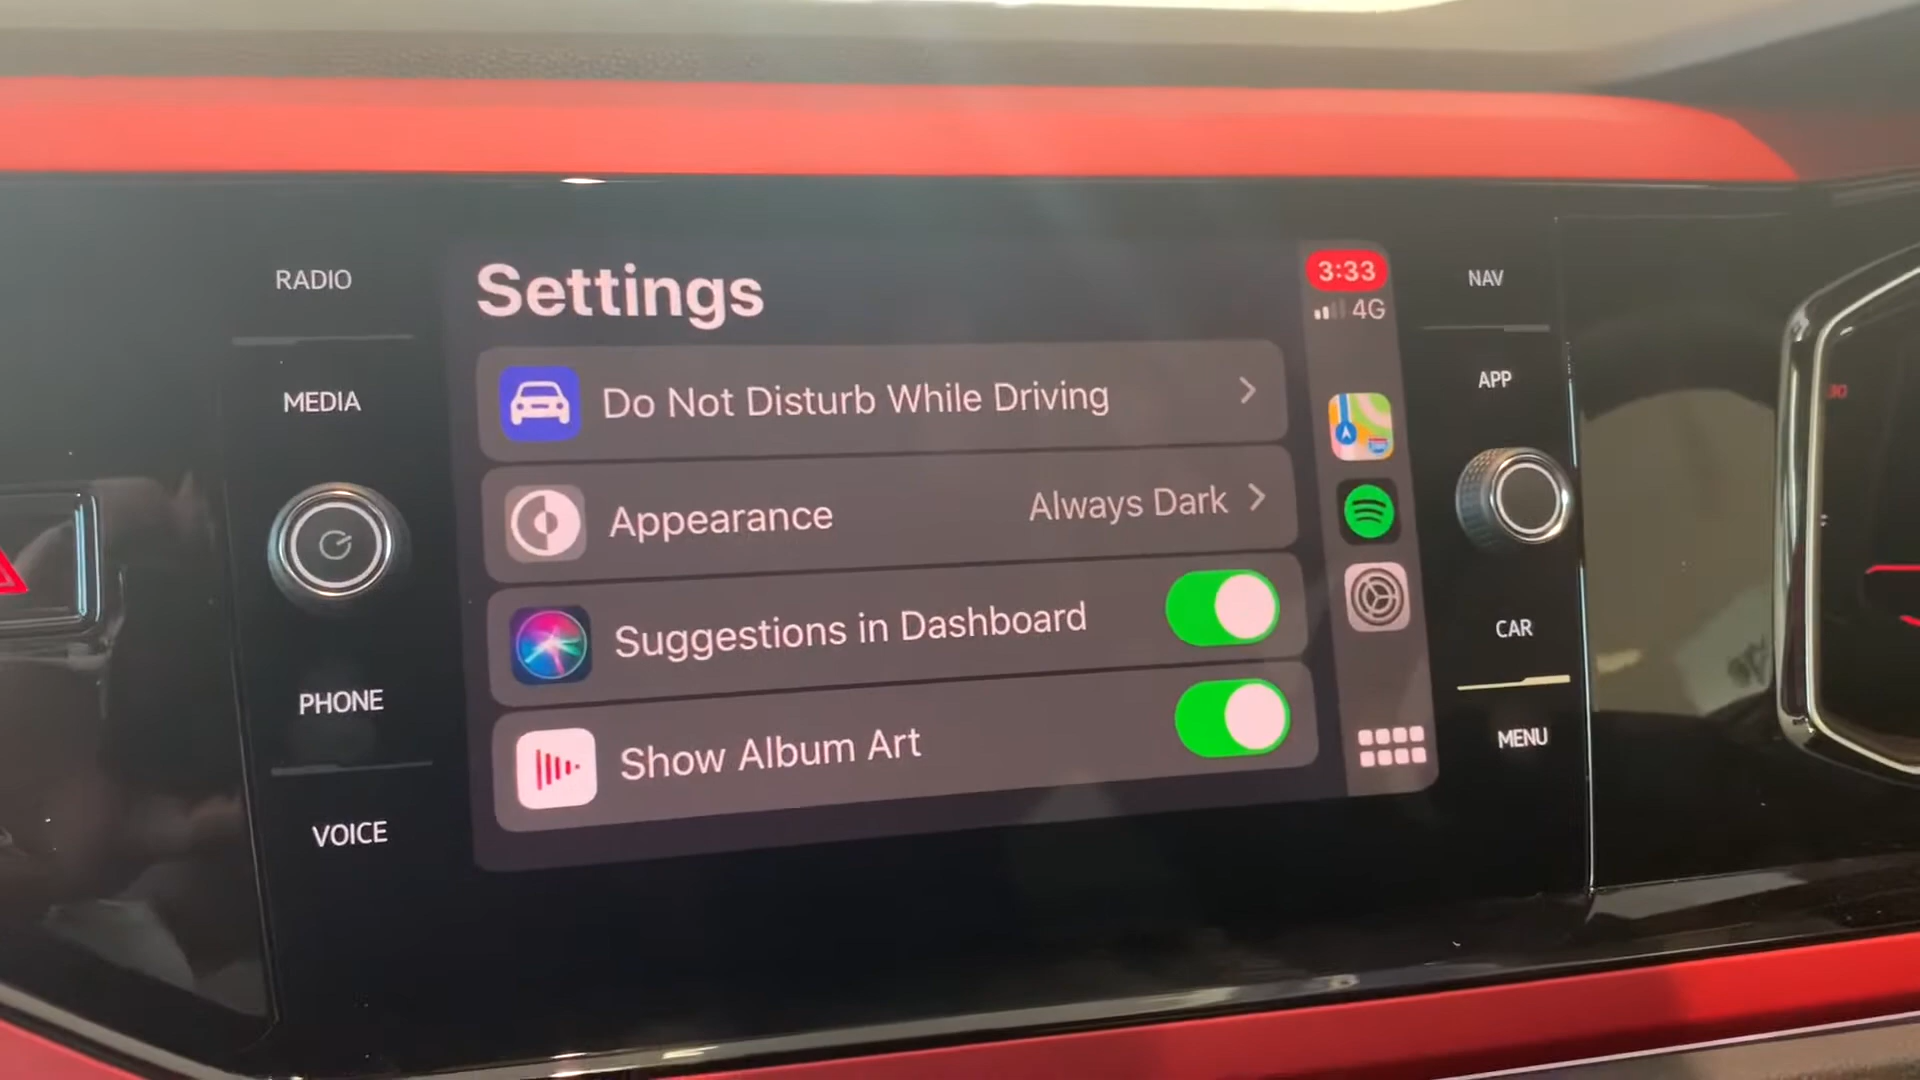 RADIO
MEDIA
PHONE
VOICE
Settings
Do Not Disturb While Driving
Appearance Always Dark
Suggestions in Dashboard
Show Album Art
3:33
4G
NAV
APP
CAR
MENU